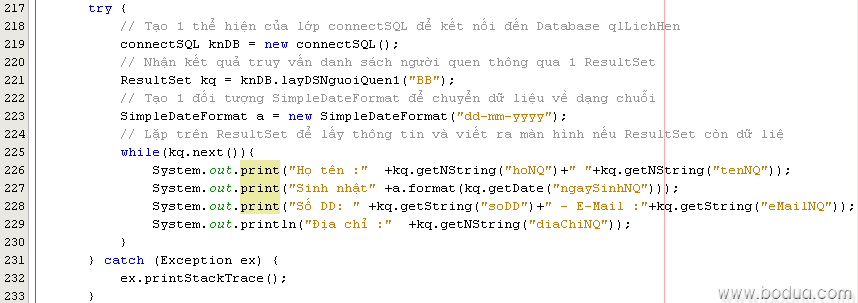 217 try {
218 // Tạo 1 thể hiện của lớp connectSQL để kết nối đến Database qlLichHen
219 connectSQL knDB = new connectSQL();
220 // Nhận kết quả truy vấn danh sách người quen thông qua 1 ResultSet
221 ResultSet kq = knDB.layDSNguoiQuen1("BB");
222 // Tạo 1 đối tượng SimpleDateFormat để chuyển dữ liệu về dạng chuỗi
223 SimpleDateFormat a = new SimpleDateFormat("dd-mm-yyyy");
224 // Lặp trên ResultSet để lấy thông tin và viết ra màn hình nếu ResultSet còn dữ liệ
225 while(kq.next()){
226 System.out.print("Họ tên :" +kq.getNString("hoNQ")+" "+kq.getNString("tenNQ"));
227 System.out.print("Sinh nhật" +a.format(kq.getDate("ngaySinhNQ")));
228 System.out.print("Số DD: " +kq.getString("soDD")+" - E-Mail :"+kq.getString("eMailNQ"));
229 System.out.println("Địa chỉ :" +kq.getNString("diaChiNQ"));
230 }
231 } catch (Exception ex) {
232 ex.printStackTrace();
233 }
www.bodua.com